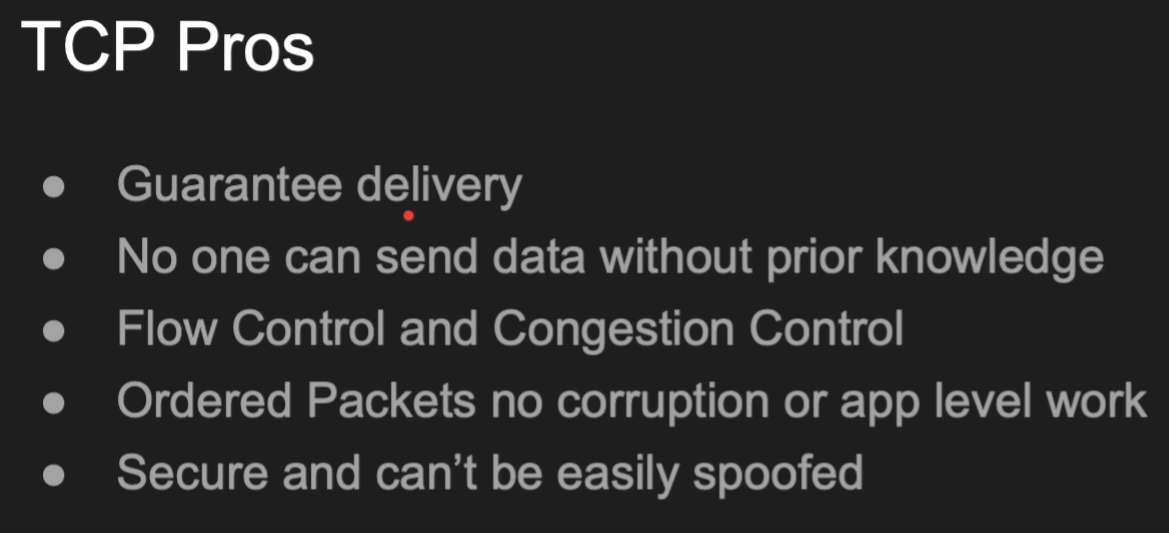 TCP Pros
● Guarantee delivery
● No one can send data without prior knowledge
● Flow Control and Congestion Control
● Ordered Packets no corruption or app level work
● Secure and can’t be easily spoofed